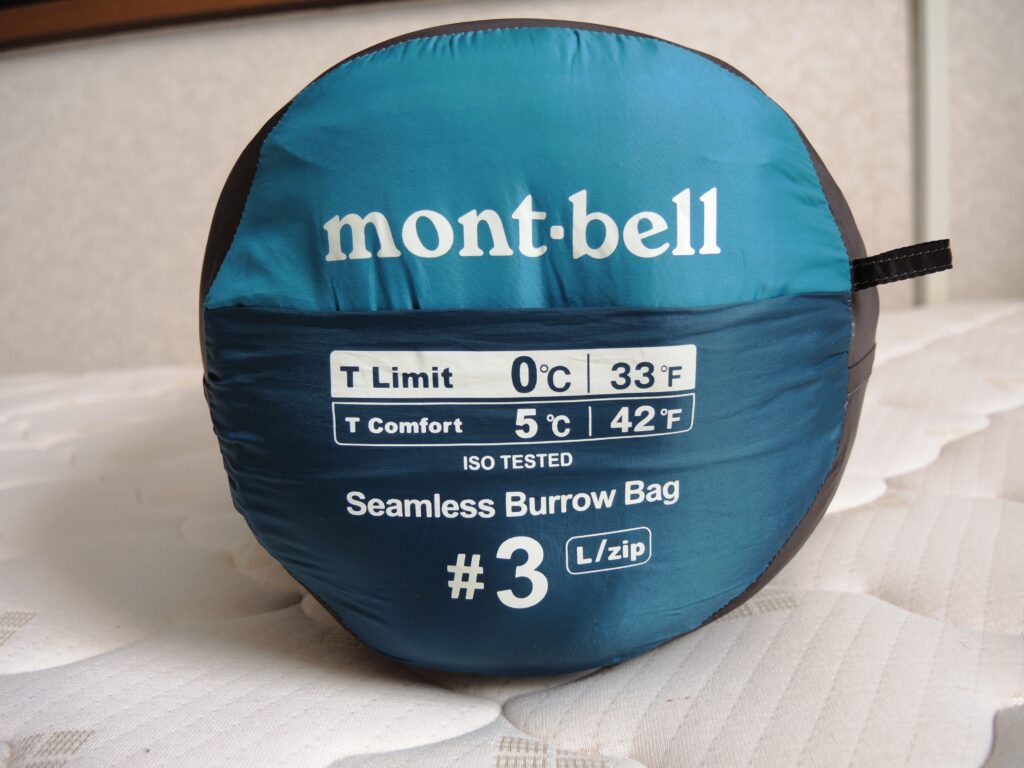 mont-bell
T Limit 0℃ | 33°F
T Comfort 5℃ | 42°F
ISO TESTED
Seamless Burrow Bag
#3 L/zip